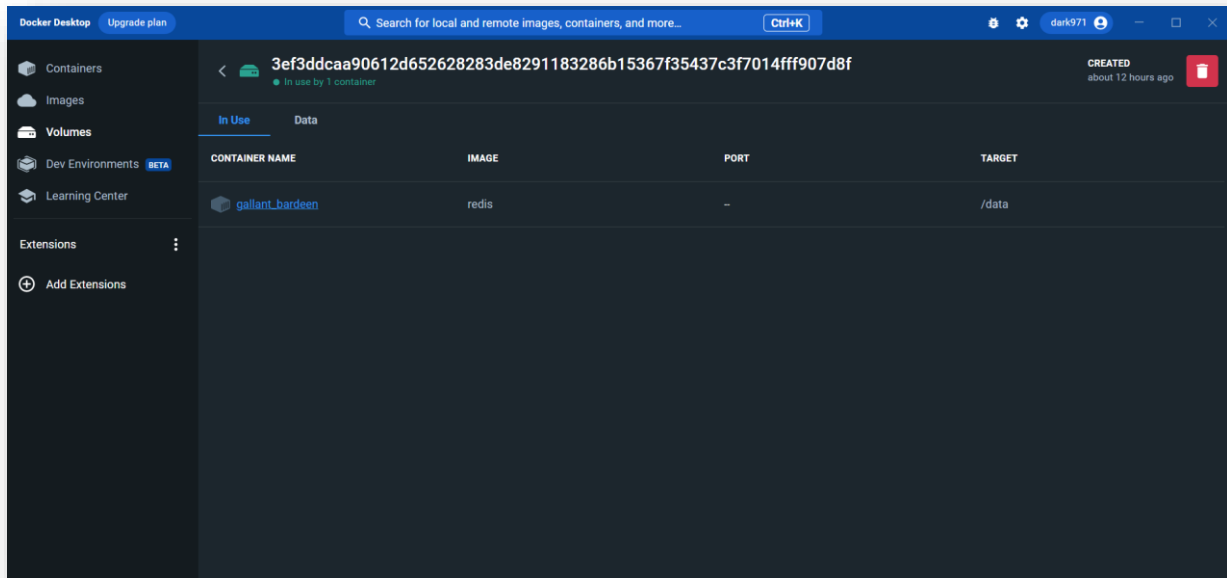 Docker Desktop Upgrade plan Search for local and remote images, containers, and more... Ctrl+K dark971
Containers
Images
Volumes
Dev Environments BETA
Learning Center
Extensions
Add Extensions
3ef3ddcaa90612d652628283de8291183286b15367f35437c3f7014fff907d8f
In use by 1 container
CREATED
about 12 hours ago
In Use Data
CONTAINER NAME IMAGE PORT TARGET
gallant_bardeen redis -- /data